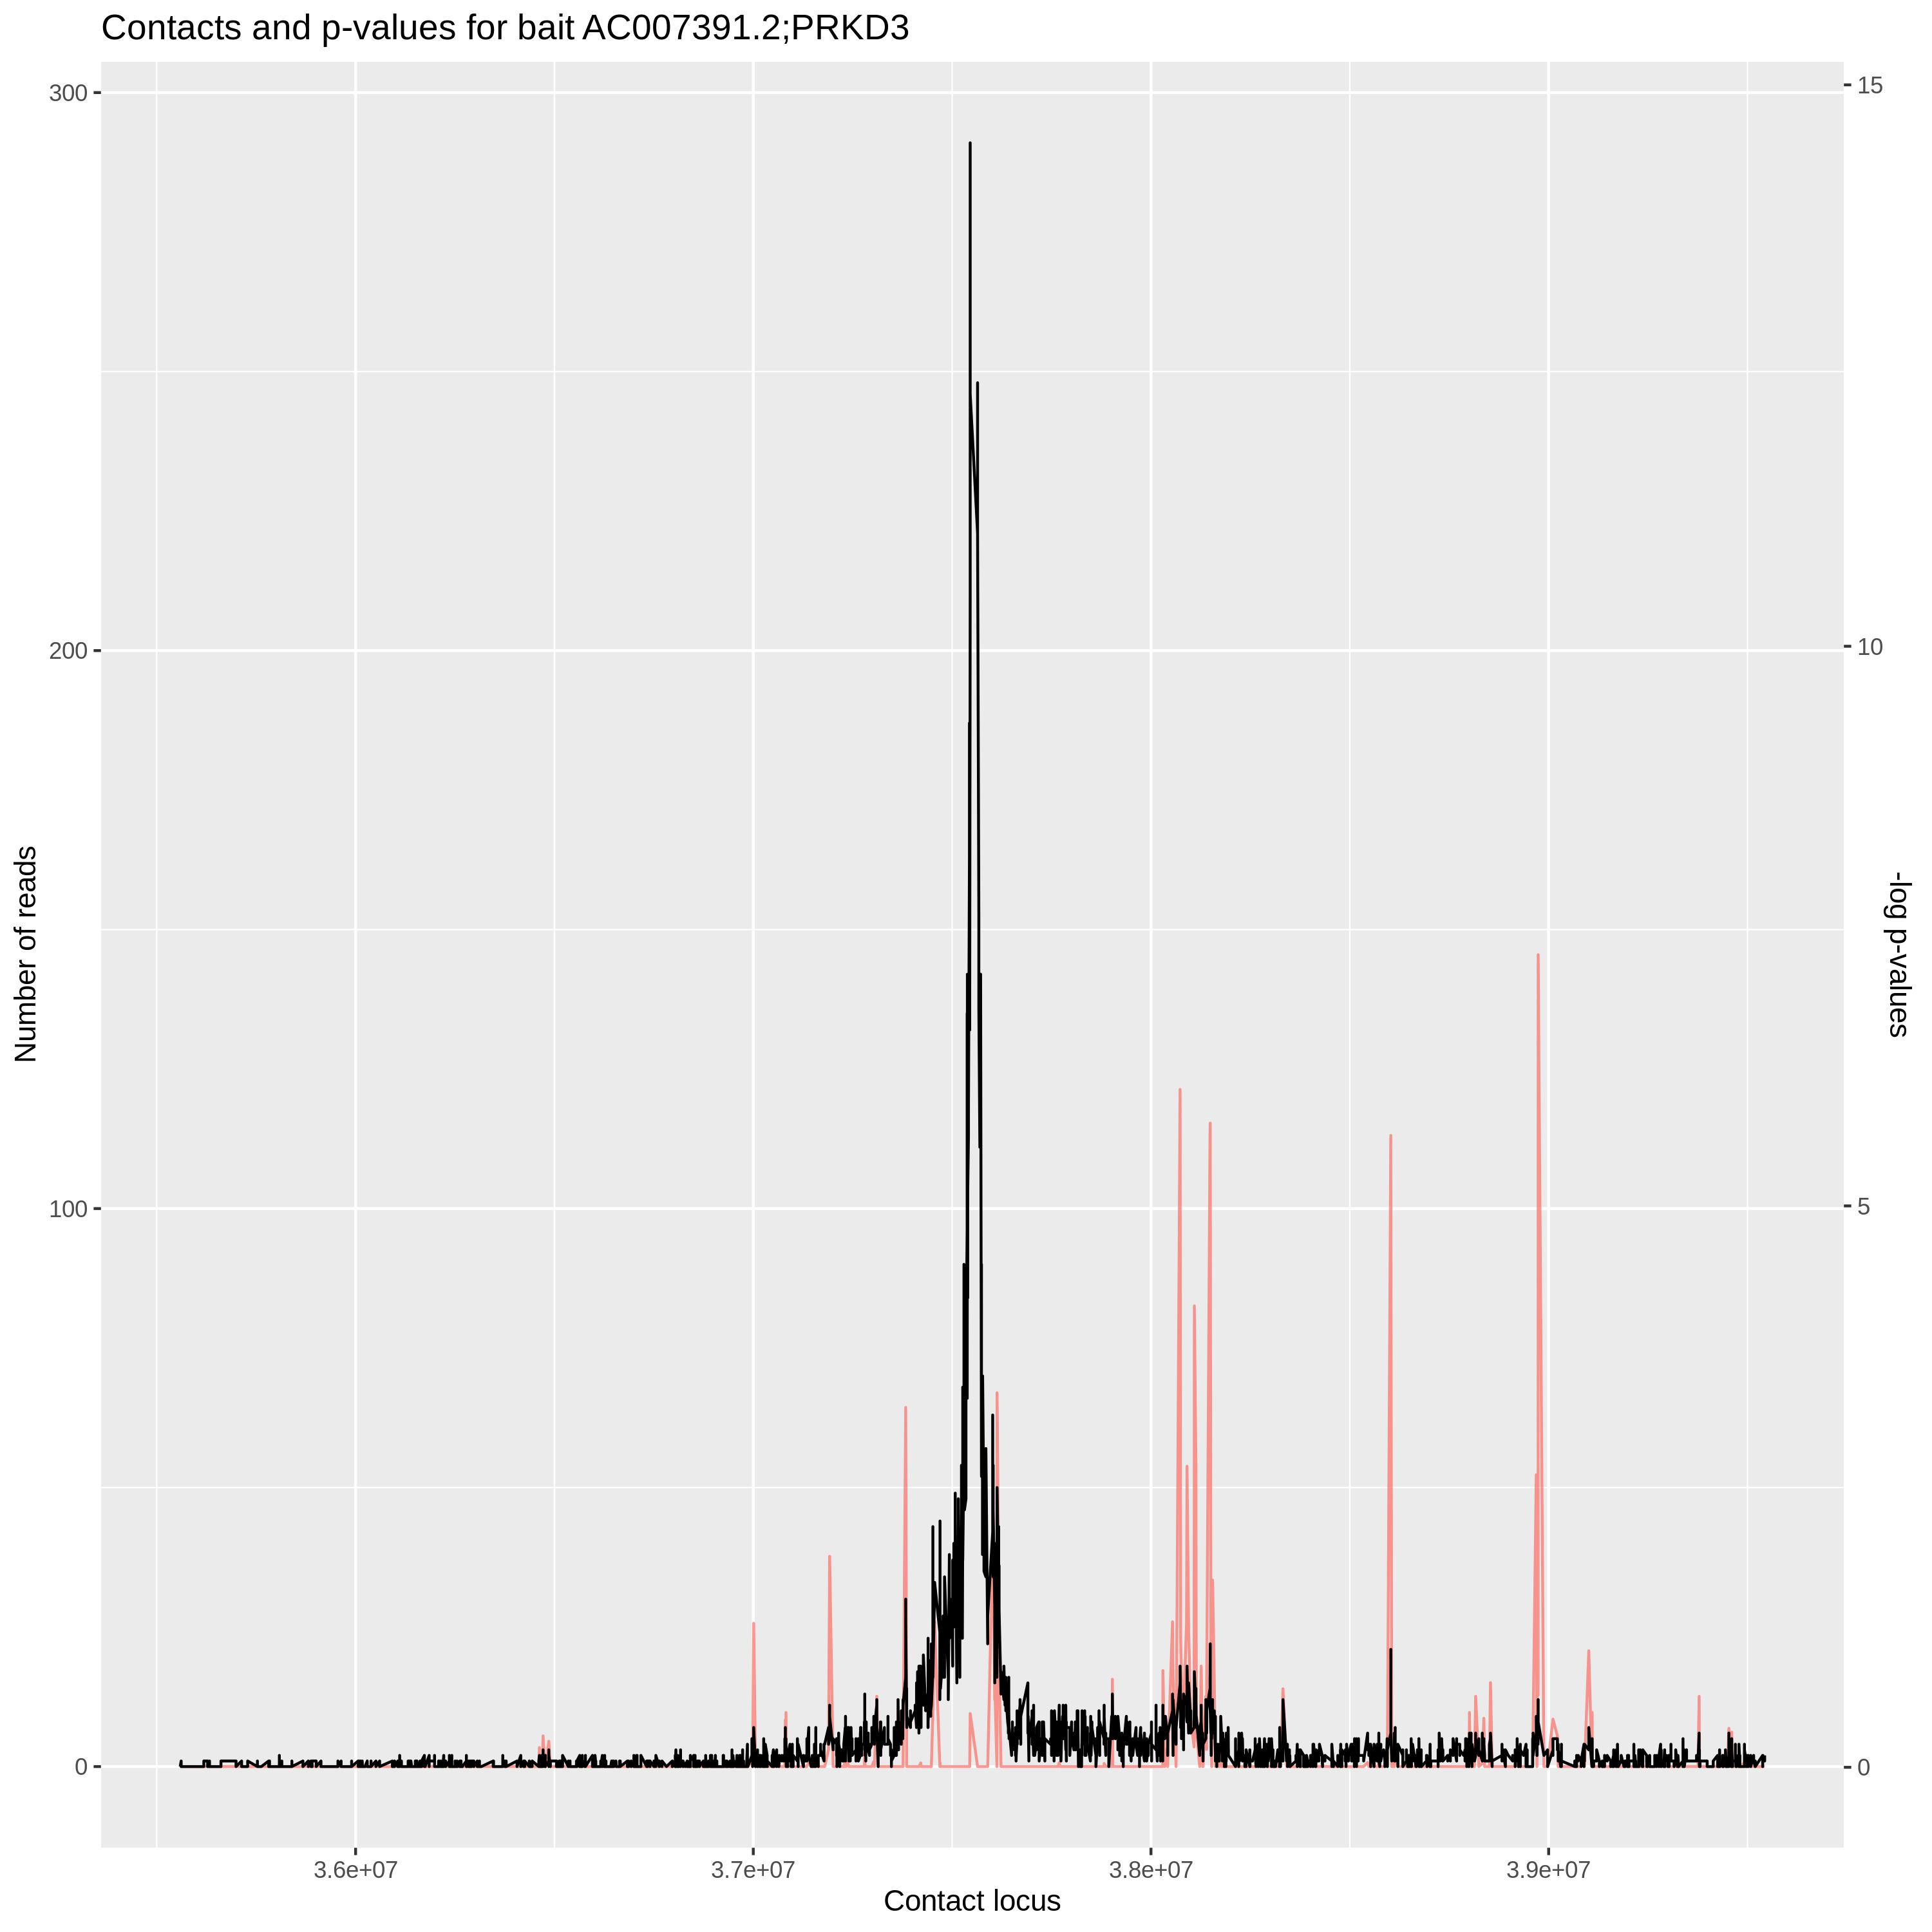 Contacts and p-values for bait AC007391.2;PRKD3
300
200
100
0
Number of reads
15
10
5
0
-log p-values
3.6e+07
3.7e+07
3.8e+07
3.9e+07
Contact locus